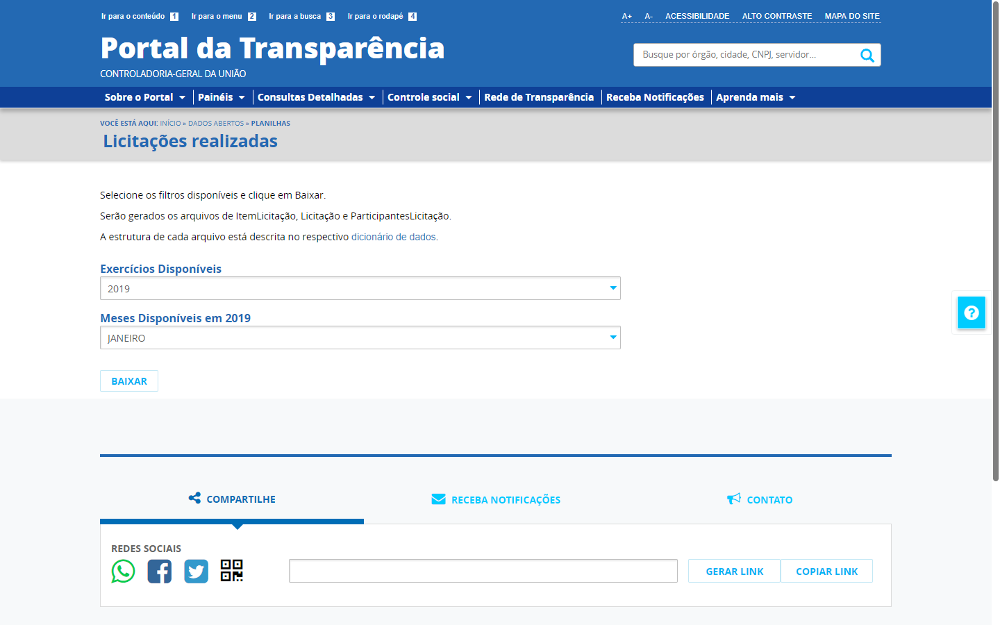 Ir para o conteúdo 1 Ir para o menu 2 Ir para a busca 3 Ir para o rodapé 4
A+ A- ACESSIBILIDADE ALTO CONTRASTE MAPA DO SITE
Portal da Transparência
Busque por órgão, cidade, CNPJ, servidor...
CONTROLADORIA-GERAL DA UNIÃO
Sobre o Portal Painéis Consultas Detalhadas Controle social Rede de Transparência Receba Notificações Aprenda mais
VOCÊ ESTÁ AQUI: INÍCIO » DADOS ABERTOS » PLANILHAS
Licitações realizadas
Selecione os filtros disponíveis e clique em Baixar.
Serão gerados os arquivos de ItemLicitação, Licitação e ParticipantesLicitação.
A estrutura de cada arquivo está descrita no respectivo dicionário de dados.
Exercícios Disponíveis
2019
Meses Disponíveis em 2019
JANEIRO
?
BAIXAR
COMPARTILHE RECEBA NOTIFICAÇÕES CONTATO
REDES SOCIAIS
GERAR LINK COPIAR LINK